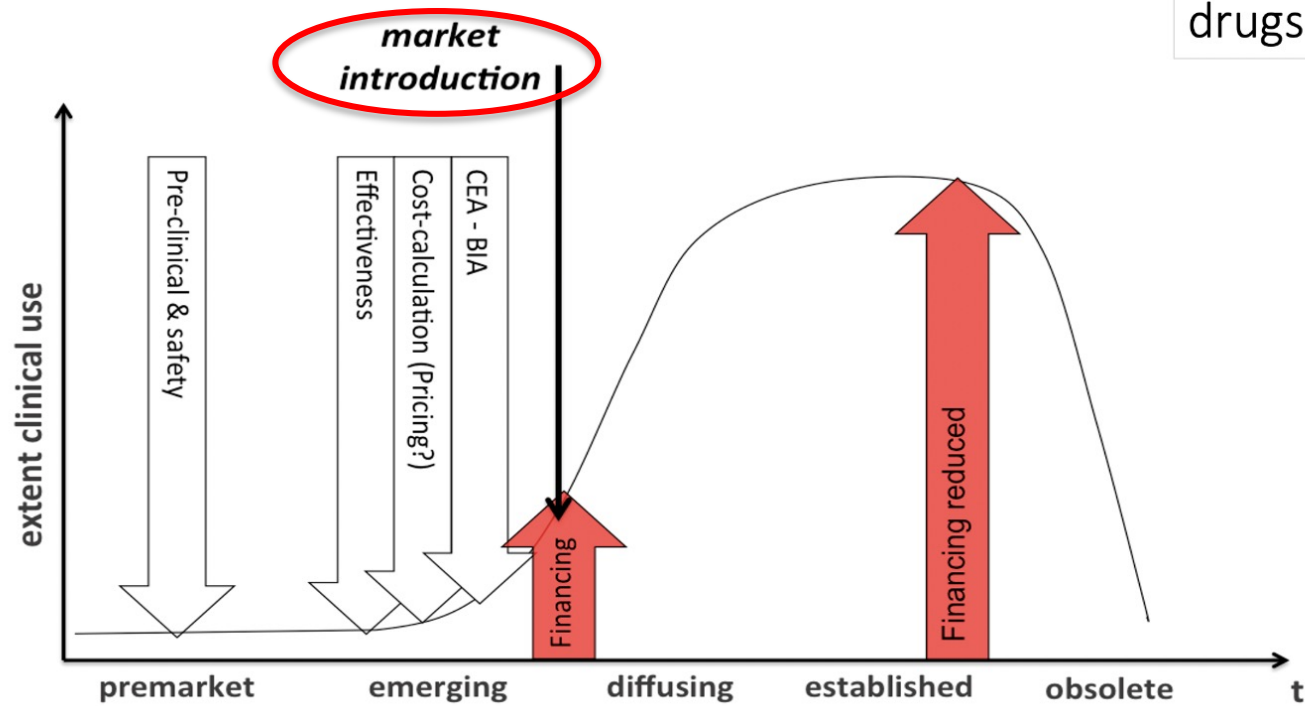 drugs
market
introduction
Pre-clinical & safety
Effectiveness
Cost-calculation (Pricing?)
CEA - BIA
extent clinical use
Financing
Financing reduced
premarket
emerging
diffusing
established
obsolete
t